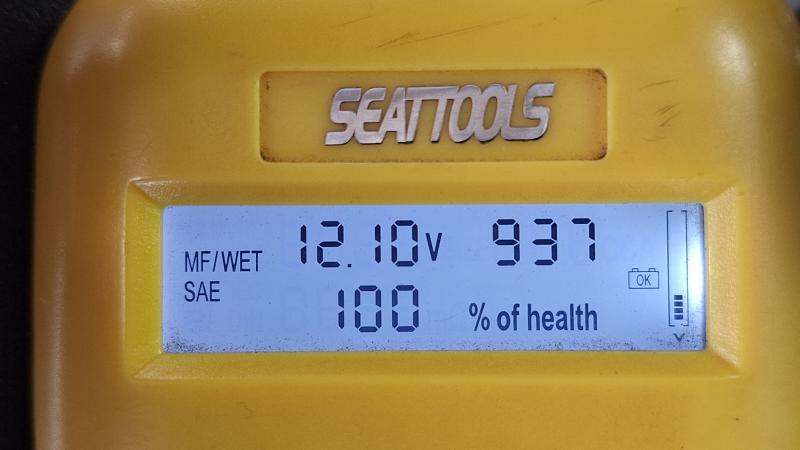 SEATTOOLS
MF/WET 12.10V 937
SAE 100 % of health
OK
V